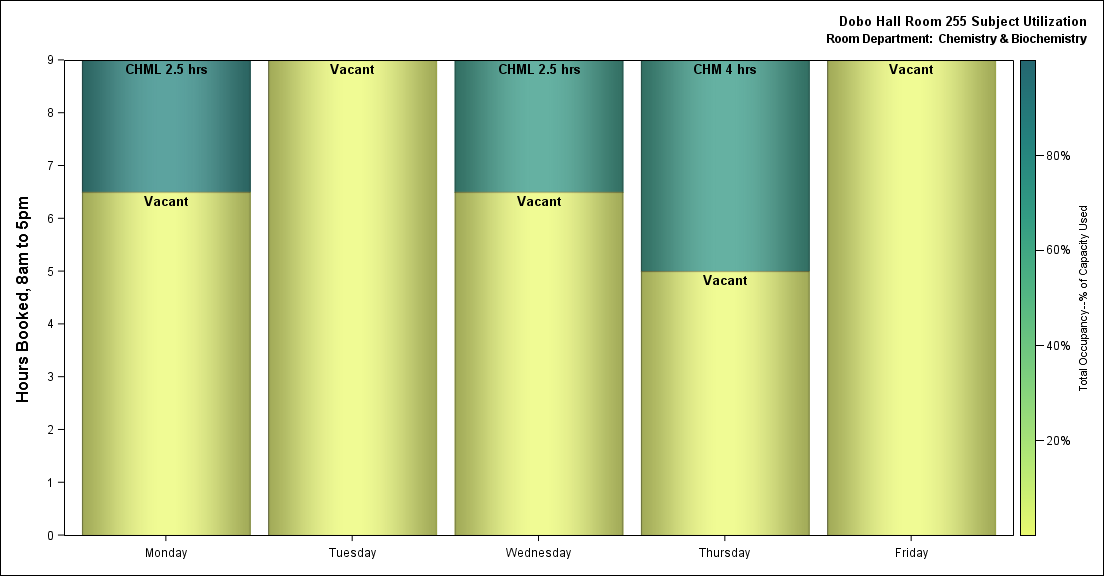 Dobo Hall Room 255 Subject Utilization
Room Department: Chemistry & Biochemistry
Hours Booked, 8am to 5pm
9
8
7
6
5
4
3
2
1
0
CHML 2.5 hrs
Vacant
CHML 2.5 hrs
CHM 4 hrs
Vacant
Vacant
Vacant
Vacant
Monday
Tuesday
Wednesday
Thursday
Friday
80%
60%
40%
20%
Total Occupancy--% of Capacity Used